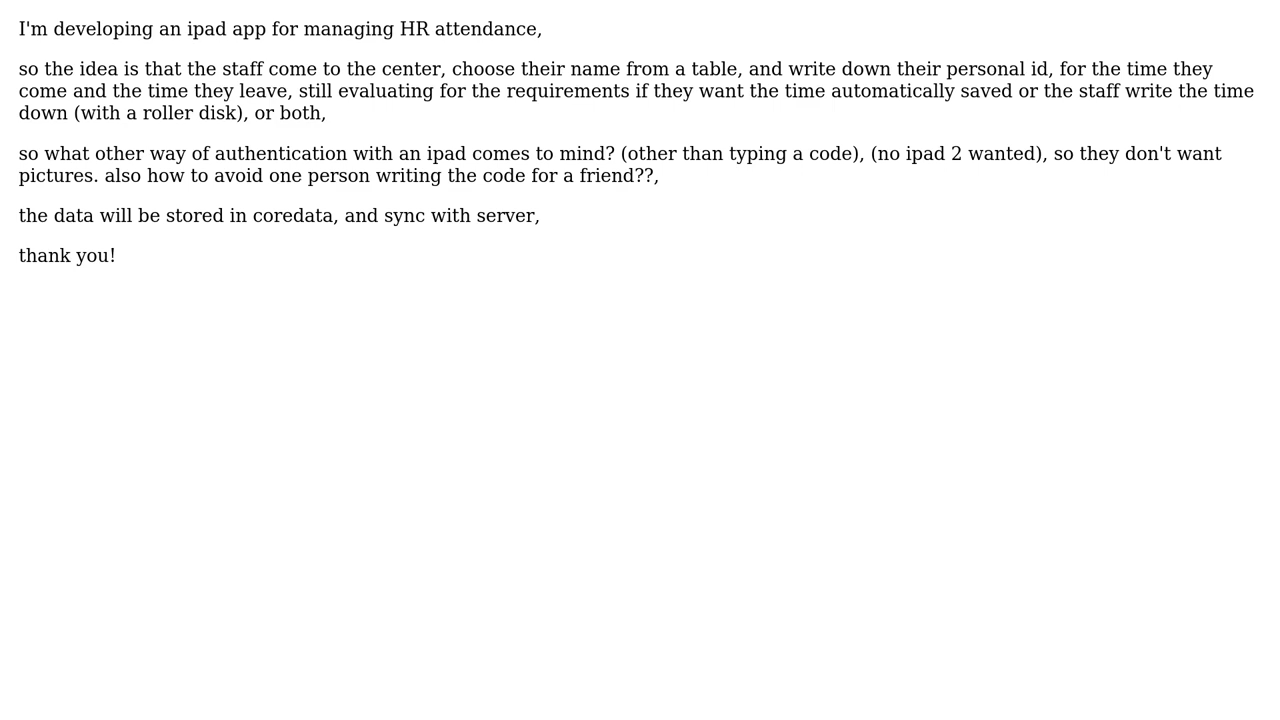 I'm developing an ipad app for managing HR attendance,
so the idea is that the staff come to the center, choose their name from a table, and write down their personal id, for the time they
come and the time they leave, still evaluating for the requirements if they want the time automatically saved or the staff write the time
down (with a roller disk), or both,
so what other way of authentication with an ipad comes to mind? (other than typing a code), (no ipad 2 wanted), so they don't want
pictures. also how to avoid one person writing the code for a friend??,
the data will be stored in coredata, and sync with server,
thank you!